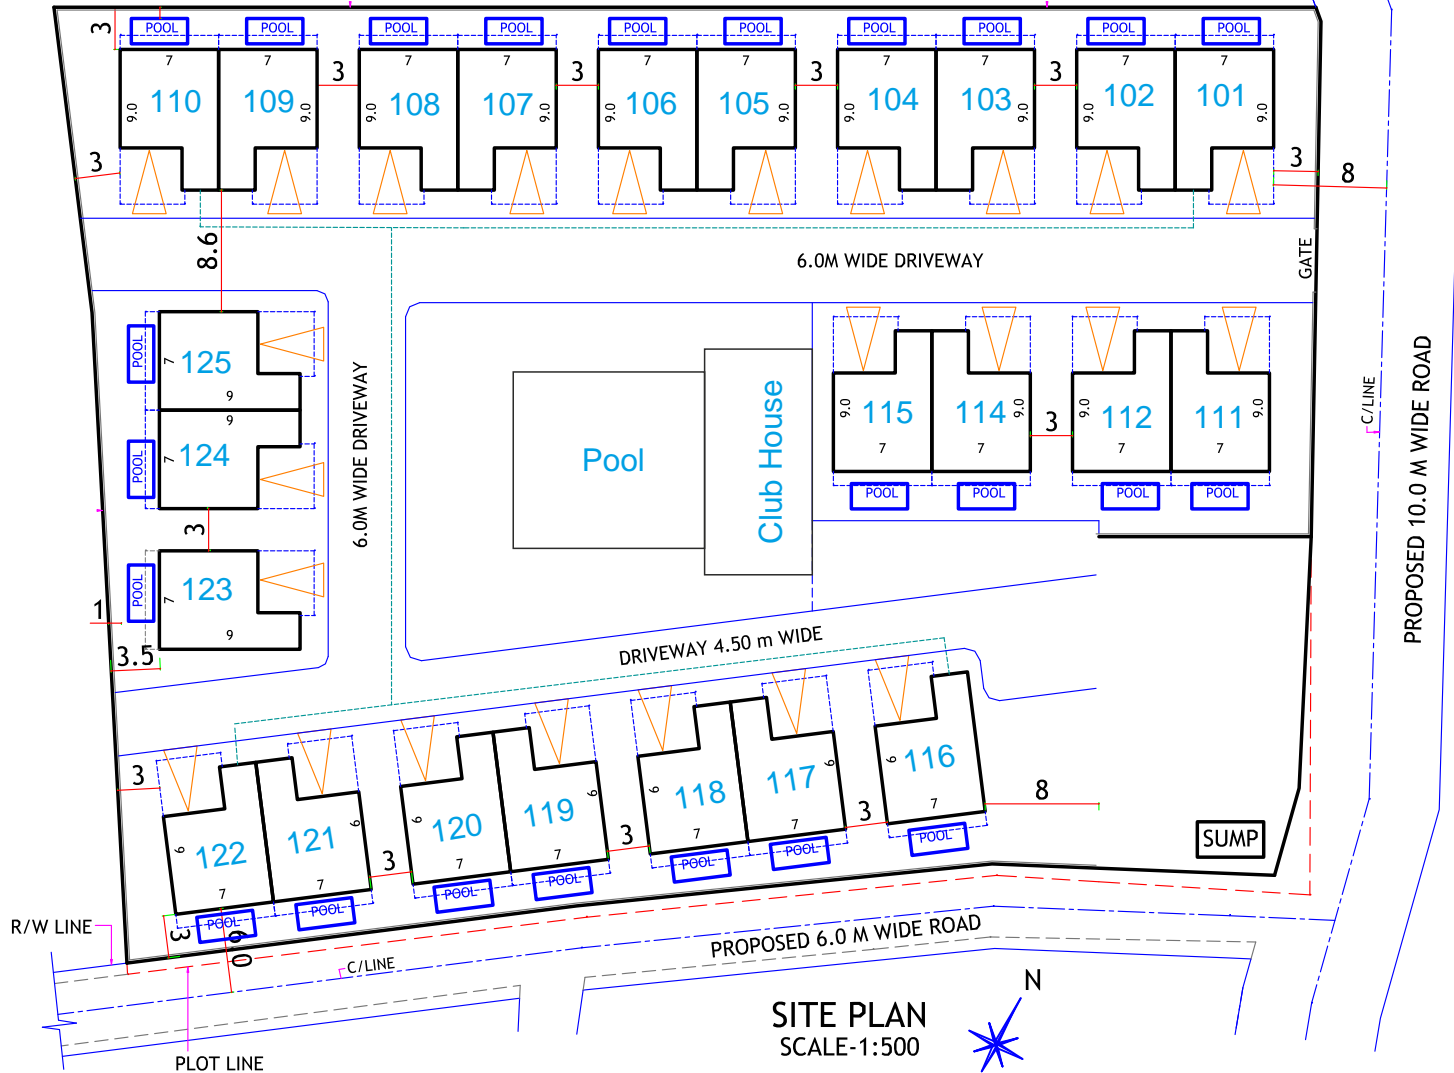 POOL POOL POOL POOL POOL POOL POOL POOL POOL POOL
3
7 7 7 7 7 7 7 7 7 7
3 3 3 3
110 109 108 107 106 105 104 103 102 101
9.0 9.0 9.0 9.0 9.0 9.0 9.0 9.0 9.0 9.0
3 3 8
8.6
6.0M WIDE DRIVEWAY
GATE
POOL 7 125 9
POOL 7 124 9
3
POOL 7 123 9
1
3.5
6.0M WIDE DRIVEWAY
Pool
Club House
9.0 115 114 9.0 9.0 112 111 9.0
3
7 7 7 7
POOL POOL POOL POOL
C/LINE
PROPOSED 10.0 M WIDE ROAD
DRIVEWAY 4.50 m WIDE
3
9 122 7
121 7
3
9 120 7
119 9 7
3
9 118 7
117 9 7
3
9 116 7
8
POOL POOL POOL POOL POOL POOL POOL
SUMP
R/W LINE
3
6.0
C/LINE
PROPOSED 6.0 M WIDE ROAD
PLOT LINE
SITE PLAN
SCALE-1:500
N